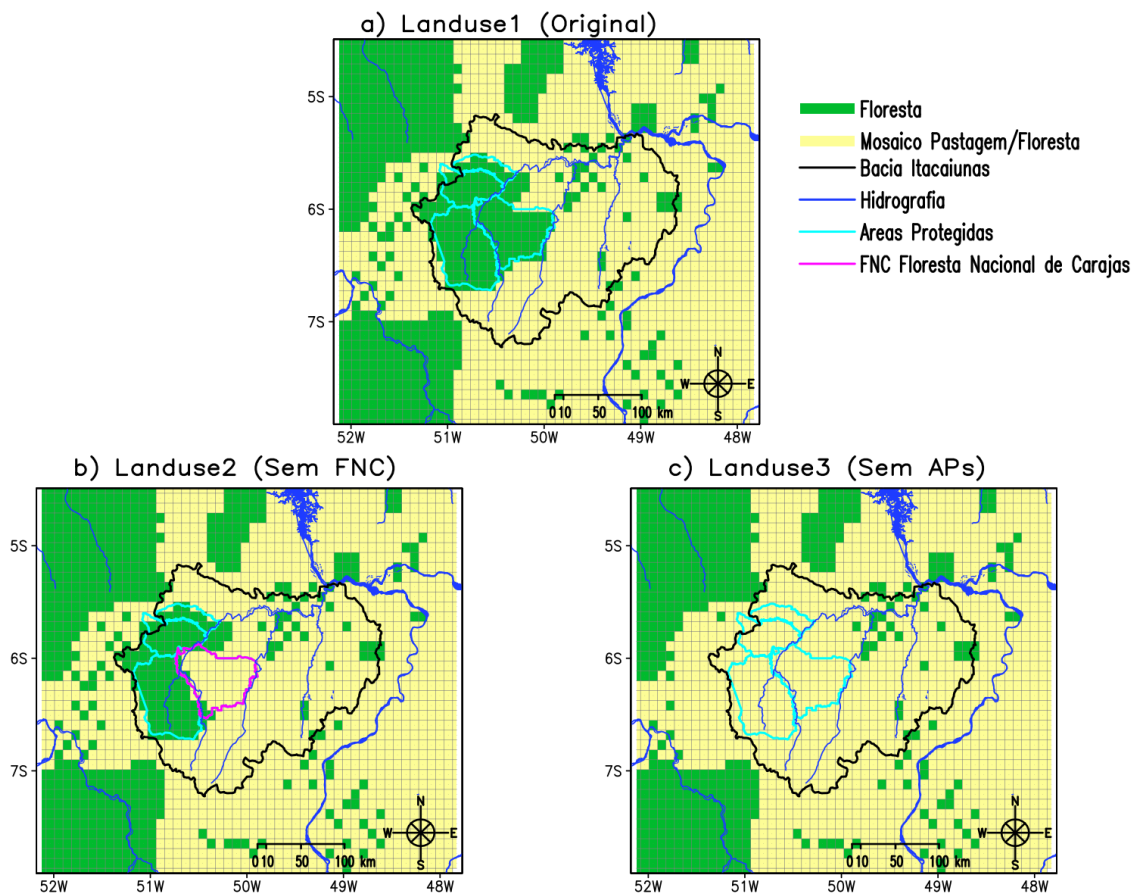 a) Landuse1 (Original)
5S
6S
7S
52W 51W 50W 49W 48W
N
W E
S
0 10 50 100 km
Floresta
Mosaico Pastagem/Floresta
Bacia Itacaiunas
Hidrografia
Areas Protegidas
FNC Floresta Nacional de Carajas
b) Landuse2 (Sem FNC)
5S
6S
7S
52W 51W 50W 49W 48W
N
W E
S
0 10 50 100 km
c) Landuse3 (Sem APs)
5S
6S
7S
52W 51W 50W 49W 48W
N
W E
S
0 10 50 100 km